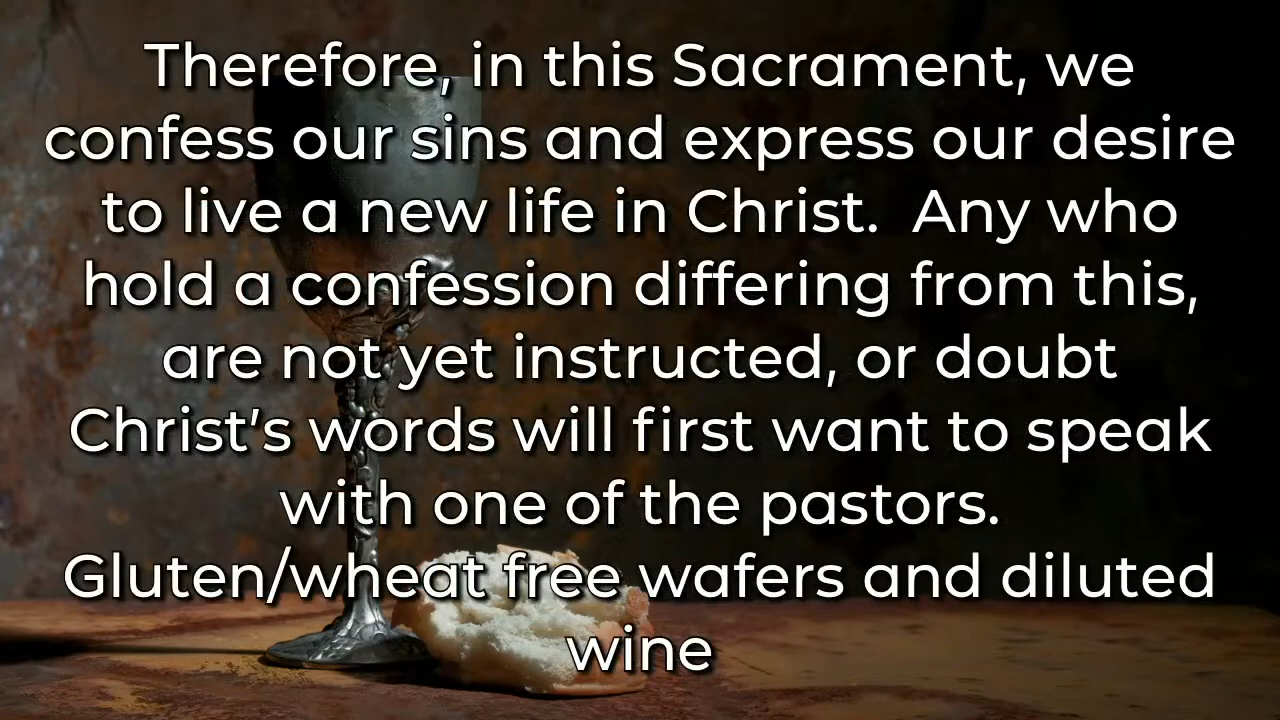 Therefore, in this Sacrament, we
confess our sins and express our desire
to live a new life in Christ.  Any who
hold a confession differing from this,
are not yet instructed, or doubt
Christ’s words will first want to speak
with one of the pastors.
Gluten/wheat free wafers and diluted
wine